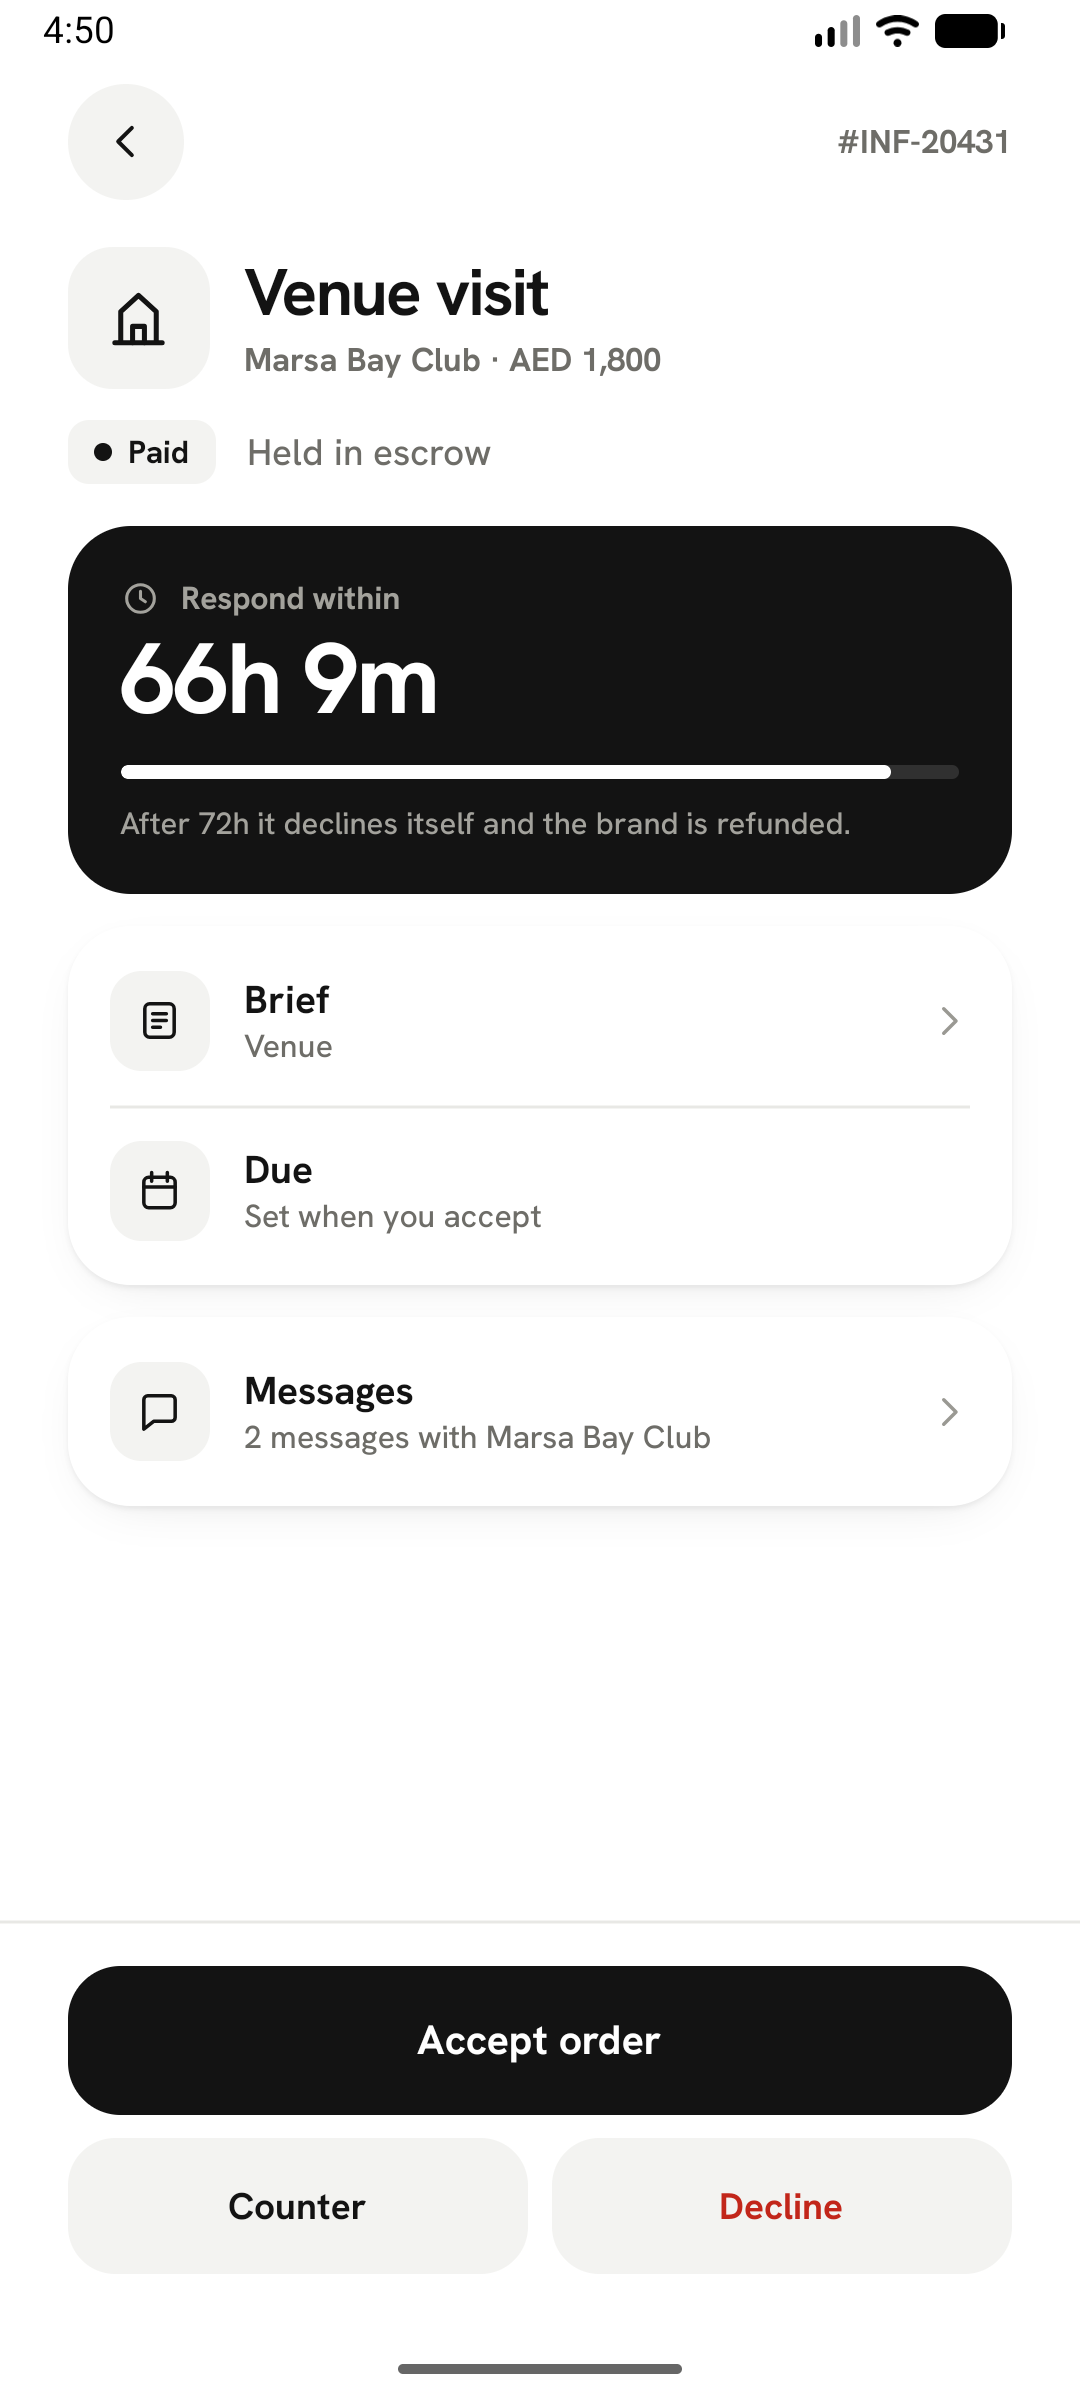 4:50
#INF-20431
Venue visit
Marsa Bay Club · AED 1,800
Paid
Held in escrow
Respond within
66h 9m
After 72h it declines itself and the brand is refunded.
Brief
Venue
Due
Set when you accept
Messages
2 messages with Marsa Bay Club
Accept order
Counter
Decline